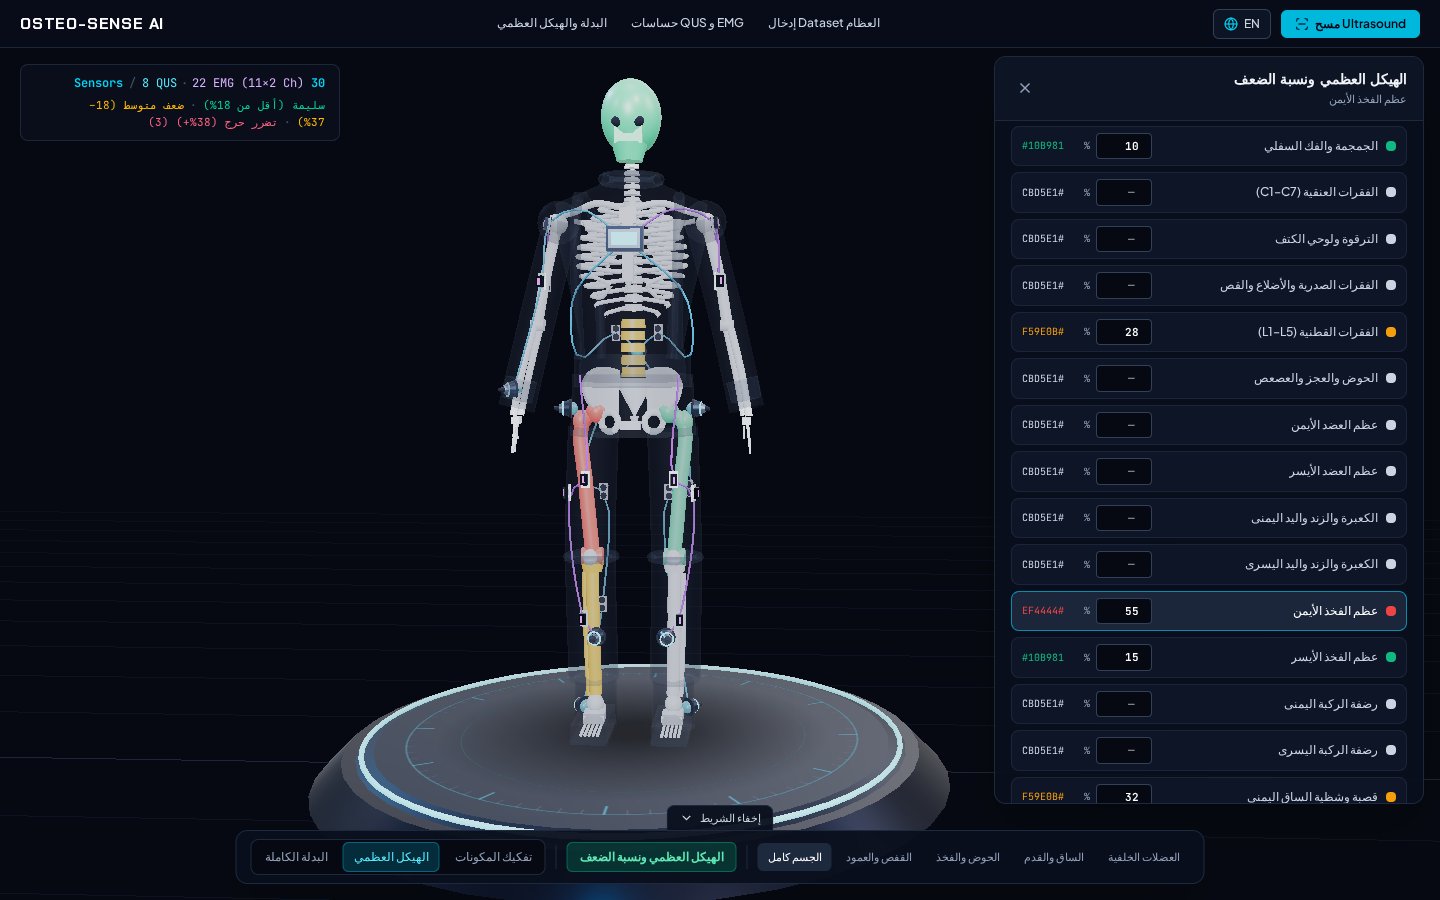 OSTEO-SENSE AI
البدلة والهيكل العظمي
حساسات QUS و EMG
إدخال Dataset العظام
EN
مسح Ultrasound
Sensors / 8 QUS · 22 EMG (11×2 Ch) 30
سليمة (أقل من 18%) · ضعف متوسط (18–
37%) · تضرر حرج (38%+) (3)
الهيكل العظمي ونسبة الضعف
عظم الفخذ الأيمن
الجمجمة والفك السفلي 10 % #10B981
الفقرات العنقية (C1–C7) — % CBD5E1#
الترقوة ولوحي الكتف — % CBD5E1#
الفقرات الصدرية والأضلاع والقص — % CBD5E1#
الفقرات القطنية (L1–L5) 28 % F59E0B#
الحوض والعجز والعصعص — % CBD5E1#
عظم العضد الأيمن — % CBD5E1#
عظم العضد الأيسر — % CBD5E1#
الكعبرة والزند واليد اليمنى — % CBD5E1#
الكعبرة والزند واليد اليسرى — % CBD5E1#
عظم الفخذ الأيمن 55 % EF4444#
عظم الفخذ الأيسر 15 % #10B981
رضفة الركبة اليمنى — % CBD5E1#
رضفة الركبة اليسرى — % CBD5E1#
قصبة وشظية الساق اليمنى 32 % F59E0B#
إخفاء الشريط
البدلة الكاملة
الهيكل العظمي
تفكيك المكونات
الهيكل العظمي ونسبة الضعف
الجسم كامل
القفص والعمود
الحوض والفخذ
الساق والقدم
العضلات الخلفية